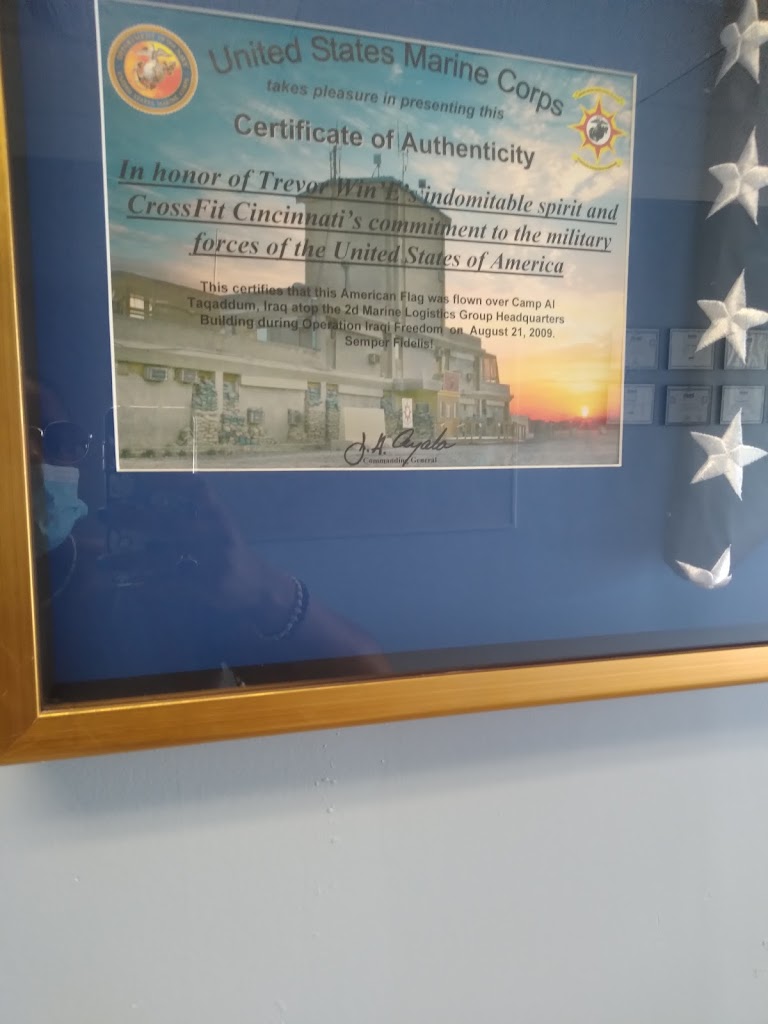 United States Marine Corps
takes pleasure in presenting this
Certificate of Authenticity
In honor of Trevor Win'E's indomitable spirit and
CrossFit Cincinnati's commitment to the military
forces of the United States of America
This certifies that this American Flag was flown over Camp Al
Taqaddum, Iraq atop the 2d Marine Logistics Group Headquarters
Building during Operation Iraqi Freedom on August 21, 2009.
Semper Fidelis!
J.A. Ayala
Commanding General